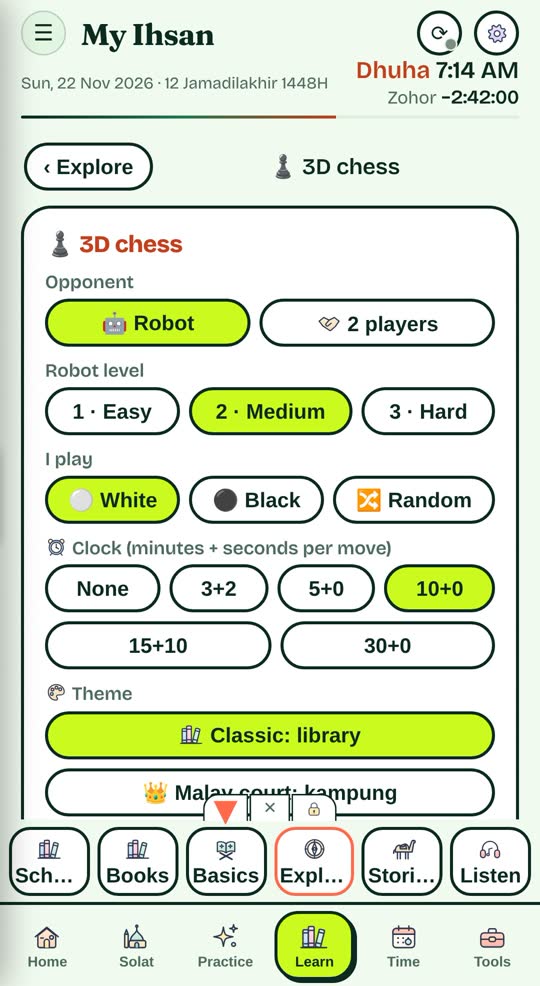 My Ihsan
Sun, 22 Nov 2026 · 12 Jamadilakhir 1448H
Dhuha 7:14 AM
Zohor −2:42:00
‹ Explore
3D chess
3D chess
Opponent
Robot
2 players
Robot level
1 · Easy
2 · Medium
3 · Hard
I play
White
Black
Random
Clock (minutes + seconds per move)
None
3+2
5+0
10+0
15+10
30+0
Theme
Classic: library
Malay court: kampung
Sch…
Books
Basics
Expl…
Stori…
Listen
Home
Solat
Practice
Learn
Time
Tools